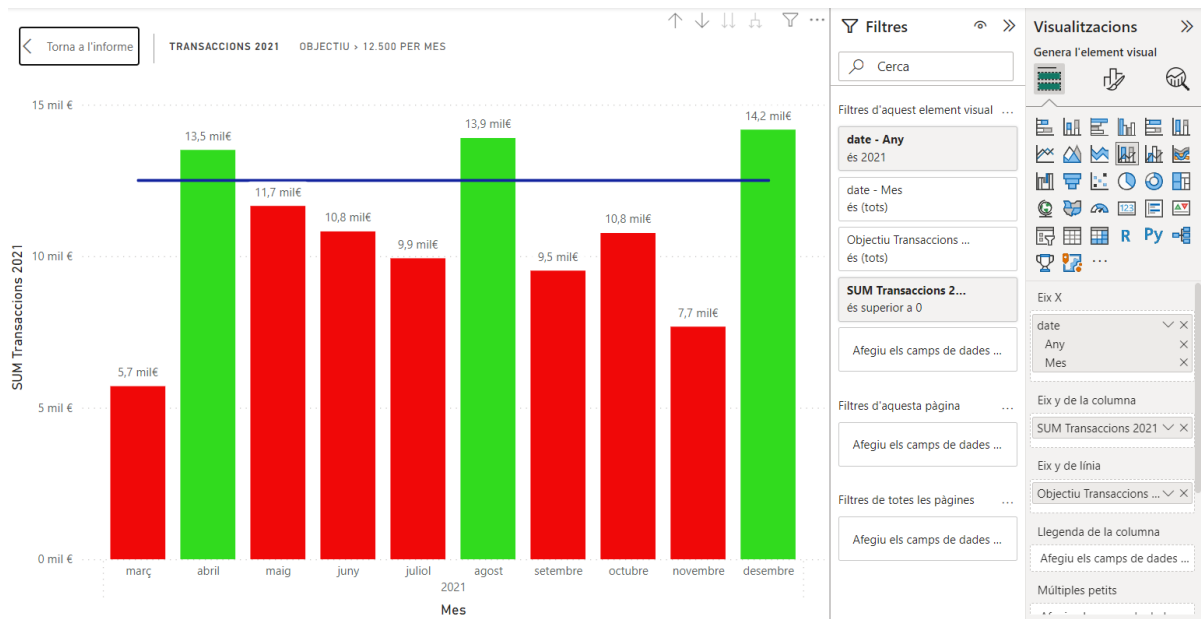 Torna a l'informe
TRANSACCIONS 2021
OBJECTIU > 12.500 PER MES
SUM Transaccions 2021
15 mil €
10 mil €
5 mil €
0 mil €
5,7 mil€
13,5 mil€
11,7 mil€
10,8 mil€
9,9 mil€
13,9 mil€
9,5 mil€
10,8 mil€
7,7 mil€
14,2 mil€
març abril maig juny juliol agost setembre octubre novembre desembre
2021
Mes
Filtres
Cerca
Filtres d'aquest element visual ...
date - Any
és 2021
date - Mes
és (tots)
Objectiu Transaccions ...
és (tots)
SUM Transaccions 2...
és superior a 0
Afegiu els camps de dades ...
Filtres d'aquesta pàgina ...
Afegiu els camps de dades ...
Filtres de totes les pàgines ...
Afegiu els camps de dades ...
Visualitzacions
Genera l'element visual
123
R Py
...
Eix X
date
Any
Mes
Eix y de la columna
SUM Transaccions 2021
Eix y de línia
Objectiu Transaccions ...
Llegenda de la columna
Afegiu els camps de dades ...
Múltiples petits